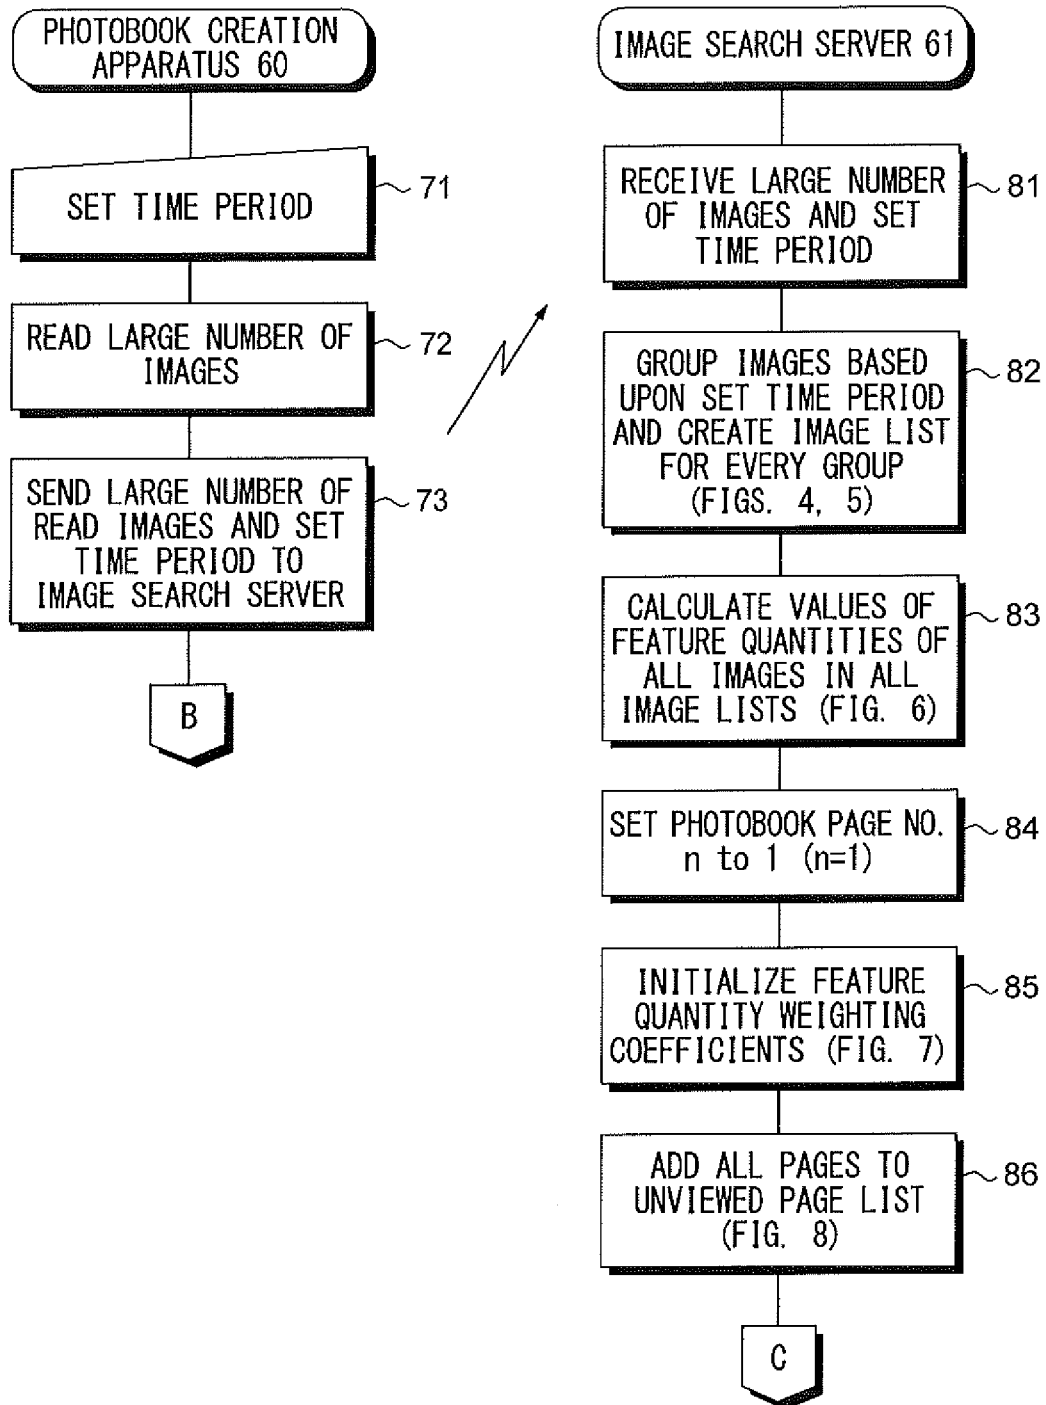 PHOTOBOOK CREATION
APPARATUS 60
SET TIME PERIOD
71
READ LARGE NUMBER OF
IMAGES
72
SEND LARGE NUMBER OF
READ IMAGES AND SET
TIME PERIOD TO
IMAGE SEARCH SERVER
73
B
IMAGE SEARCH SERVER 61
RECEIVE LARGE NUMBER
OF IMAGES AND SET
TIME PERIOD
81
GROUP IMAGES BASED
UPON SET TIME PERIOD
AND CREATE IMAGE LIST
FOR EVERY GROUP
(FIGS. 4, 5)
82
CALCULATE VALUES OF
FEATURE QUANTITIES OF
ALL IMAGES IN ALL
IMAGE LISTS (FIG. 6)
83
SET PHOTOBOOK PAGE NO.
n to 1 (n=1)
84
INITIALIZE FEATURE
QUANTITY WEIGHTING
COEFFICIENTS (FIG. 7)
85
ADD ALL PAGES TO
UNVIEWED PAGE LIST
(FIG. 8)
86
C